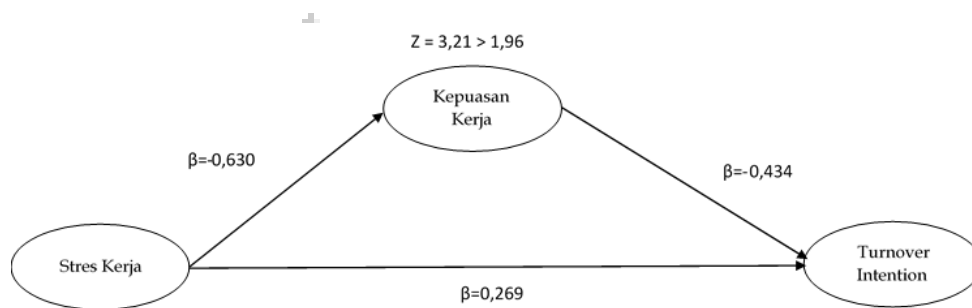 Z = 3,21 > 1,96
Kepuasan
Kerja
β=-0,630
β=-0,434
Stres Kerja
Turnover
Intention
β=0,269